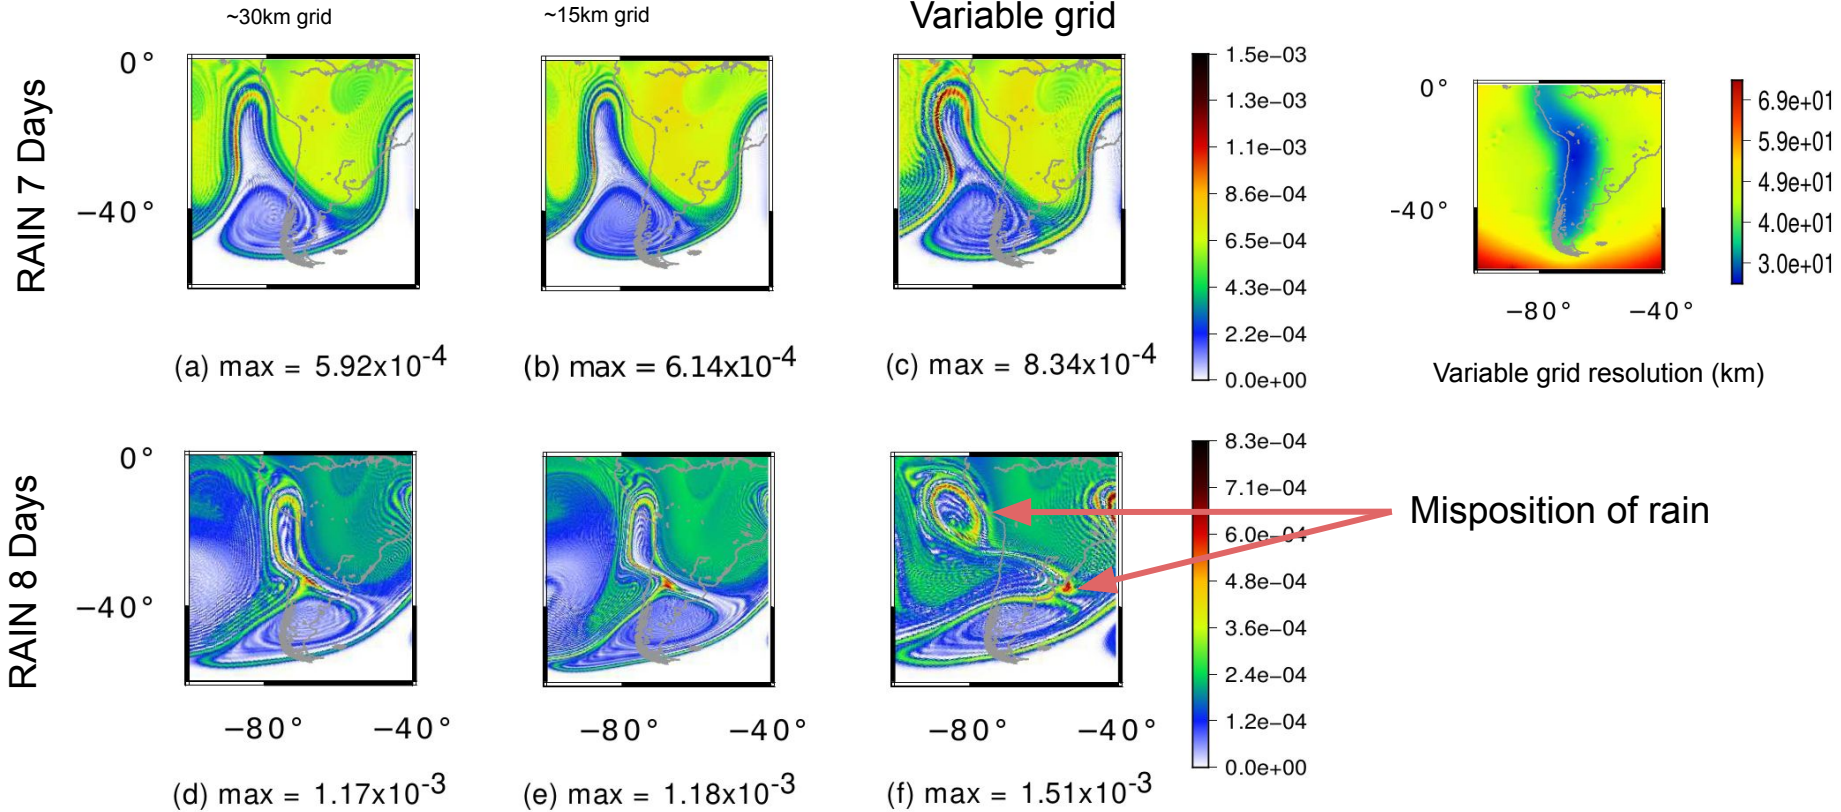 ~30km grid
~15km grid
Variable grid
RAIN 7 Days
0°
−40°
1.5e−03
1.3e−03
1.1e−03
8.6e−04
6.5e−04
4.3e−04
2.2e−04
0.0e+00
0°
-40°
6.9e+01
5.9e+01
4.9e+01
4.0e+01
3.0e+01
−80°
−40°
(a) max = 5.92x10-4
(b) max = 6.14x10-4
(c) max = 8.34x10-4
Variable grid resolution (km)
RAIN 8 Days
0°
−40°
8.3e−04
7.1e−04
6.0e−04
4.8e−04
3.6e−04
2.4e−04
1.2e−04
0.0e+00
Misposition of rain
−80°
−40°
−80°
−40°
−80°
−40°
(d) max = 1.17x10-3
(e) max = 1.18x10-3
(f) max = 1.51x10-3